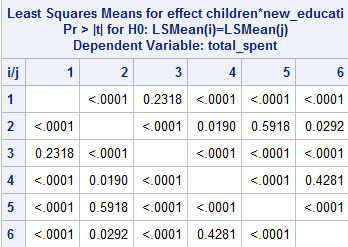 Least Squares Means for effect children*new_educati
Pr > |t| for H0: LSMean(i)=LSMean(j)
Dependent Variable: total_spent
i/j 1 2 3 4 5 6
1 <.0001 0.2318 <.0001 <.0001 <.0001
2 <.0001 <.0001 0.0190 0.5918 0.0292
3 0.2318 <.0001 <.0001 <.0001 <.0001
4 <.0001 0.0190 <.0001 <.0001 0.4281
5 <.0001 0.5918 <.0001 <.0001 <.0001
6 <.0001 0.0292 <.0001 0.4281 <.0001